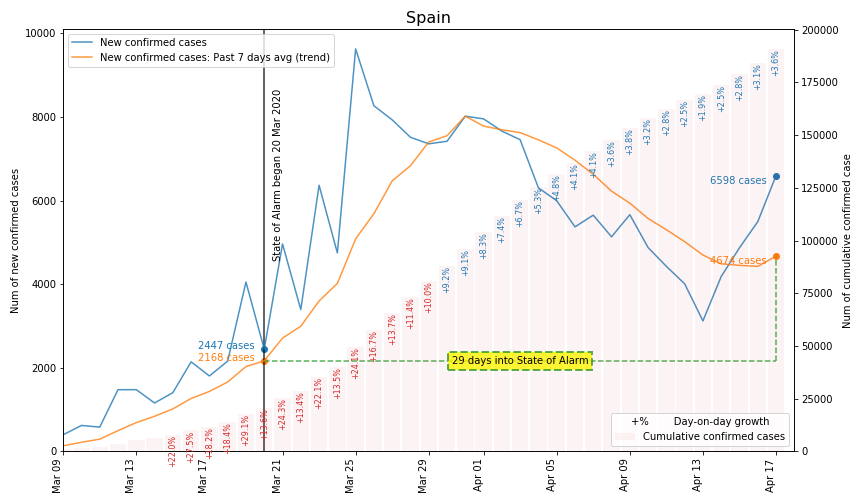 Spain
New confirmed cases
New confirmed cases: Past 7 days avg (trend)
10000
8000
6000
4000
2000
0
Num of new confirmed cases
200000
175000
150000
125000
100000
75000
50000
25000
0
Num of cumulative confirmed case
State of Alarm began 20 Mar 2020
2447 cases
2168 cases
6598 cases
4674 cases
29 days into State of Alarm
+22.0%
+27.5%
+18.2%
+18.4%
+29.1%
+13.6%
+24.3%
+13.4%
+22.1%
+13.5%
+24.1%
+16.7%
+13.7%
+11.4%
+10.0%
+9.2%
+9.1%
+8.3%
+7.4%
+6.7%
+5.3%
+4.8%
+4.1%
+4.1%
+3.6%
+3.8%
+3.2%
+2.8%
+2.5%
+1.9%
+2.5%
+2.8%
+3.1%
+3.6%
+% Day-on-day growth
Cumulative confirmed cases
Mar 09
Mar 13
Mar 17
Mar 21
Mar 25
Mar 29
Apr 01
Apr 05
Apr 09
Apr 13
Apr 17